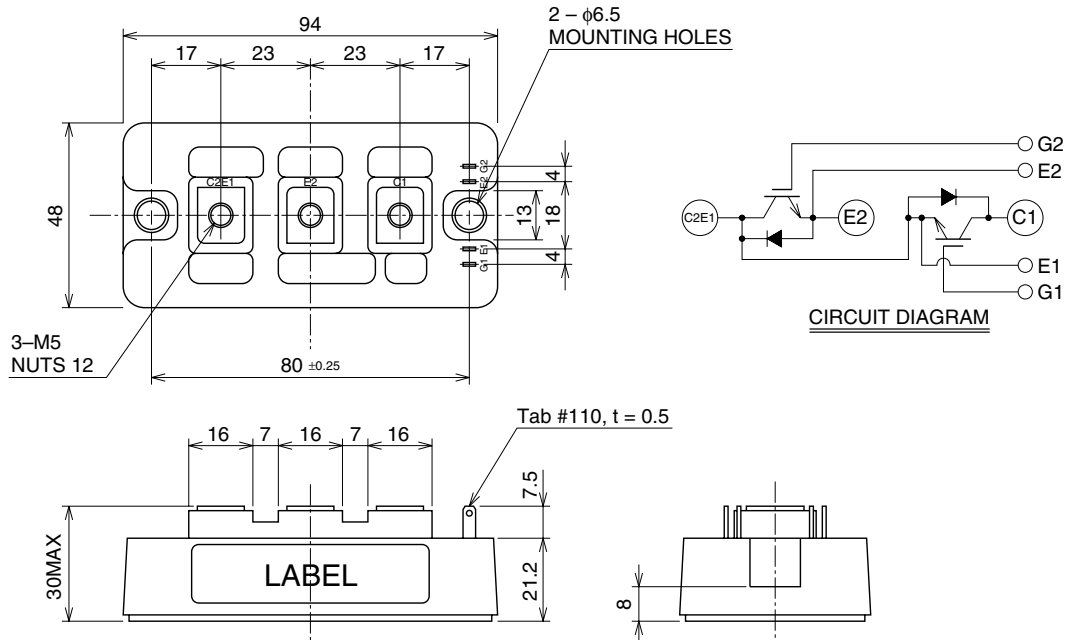 2 – φ6.5
MOUNTING HOLES
94
17
23
23
17
48
C2E1
E2
C1
G2
E2
E1
G1
4
18
4
13
3–M5
NUTS 12
80 ±0.25
G2
E2
C2E1
E2
C1
E1
G1
CIRCUIT DIAGRAM
Tab #110, t = 0.5
16
7
16
7
16
7.5
30MAX
LABEL
21.2
8